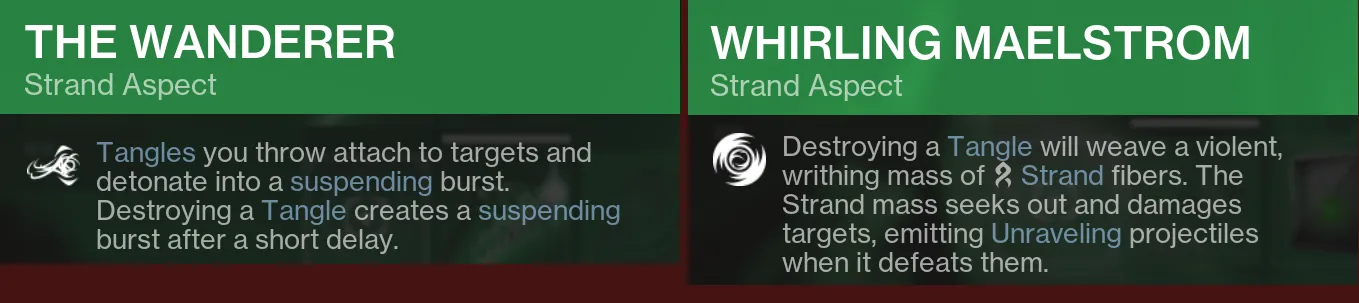 THE WANDERER
Strand Aspect
Tangles you throw attach to targets and
detonate into a suspending burst.
Destroying a Tangle creates a suspending
burst after a short delay.
WHIRLING MAELSTROM
Strand Aspect
Destroying a Tangle will weave a violent,
writhing mass of Strand fibers. The
Strand mass seeks out and damages
targets, emitting Unraveling projectiles
when it defeats them.